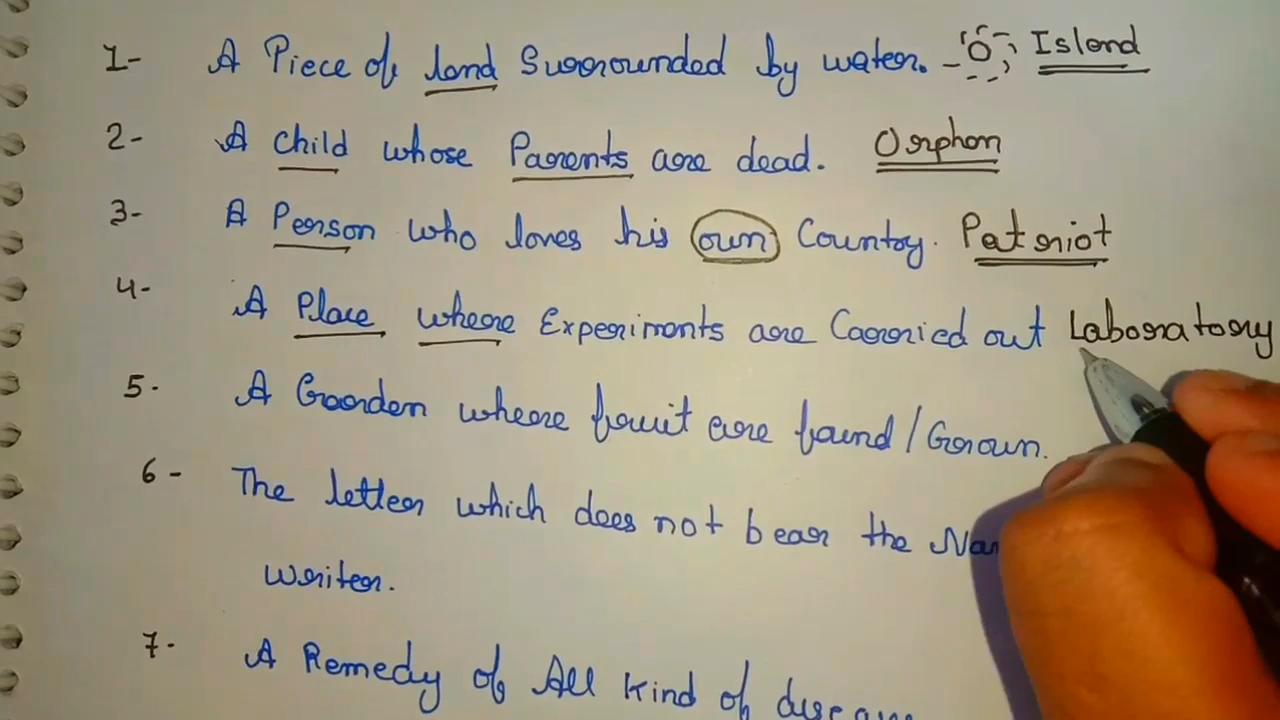 1- A Piece of land Surrounded by water. Island
2- A child whose Parents are dead. Orphan
3- A Person who loves his own Country. Patriot
4- A Place where Experiments are Carried out Laboratory
5- A Garden where fruit are found/Grown.
6- The letter which does not bear the
writer.
7- A Remedy of All kind of